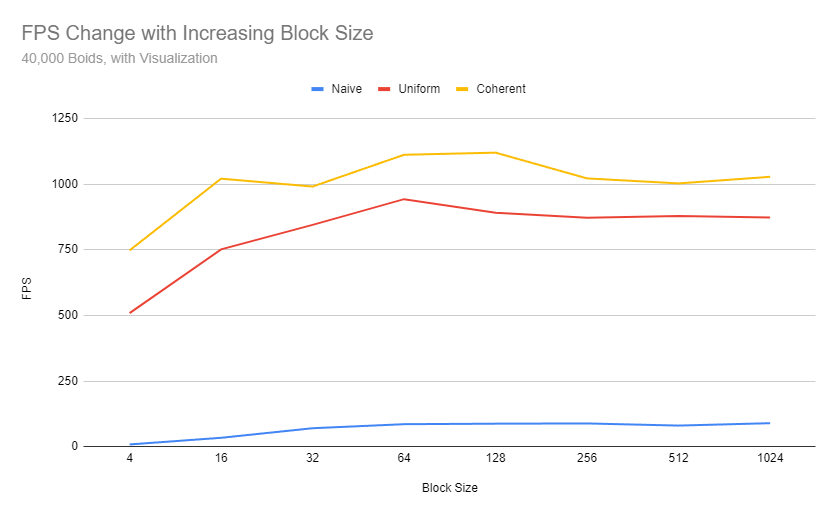 FPS Change with Increasing Block Size
40,000 Boids, with Visualization
Naive Uniform Coherent
1250
1000
750
500
250
0
FPS
4 16 32 64 128 256 512 1024
Block Size